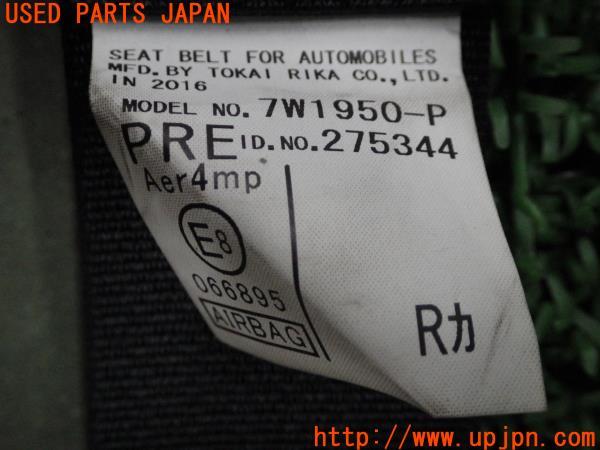 USED PARTS JAPAN
SEAT BELT FOR AUTOMOBILES
MFD. BY TOKAI RIKA CO., LTD.
IN 2016
MODEL NO. 7W1950-P
PRE ID.NO.275344
Aer4mp
E8
066895
AIRBAG
Rカ
http://www.upjpn.com